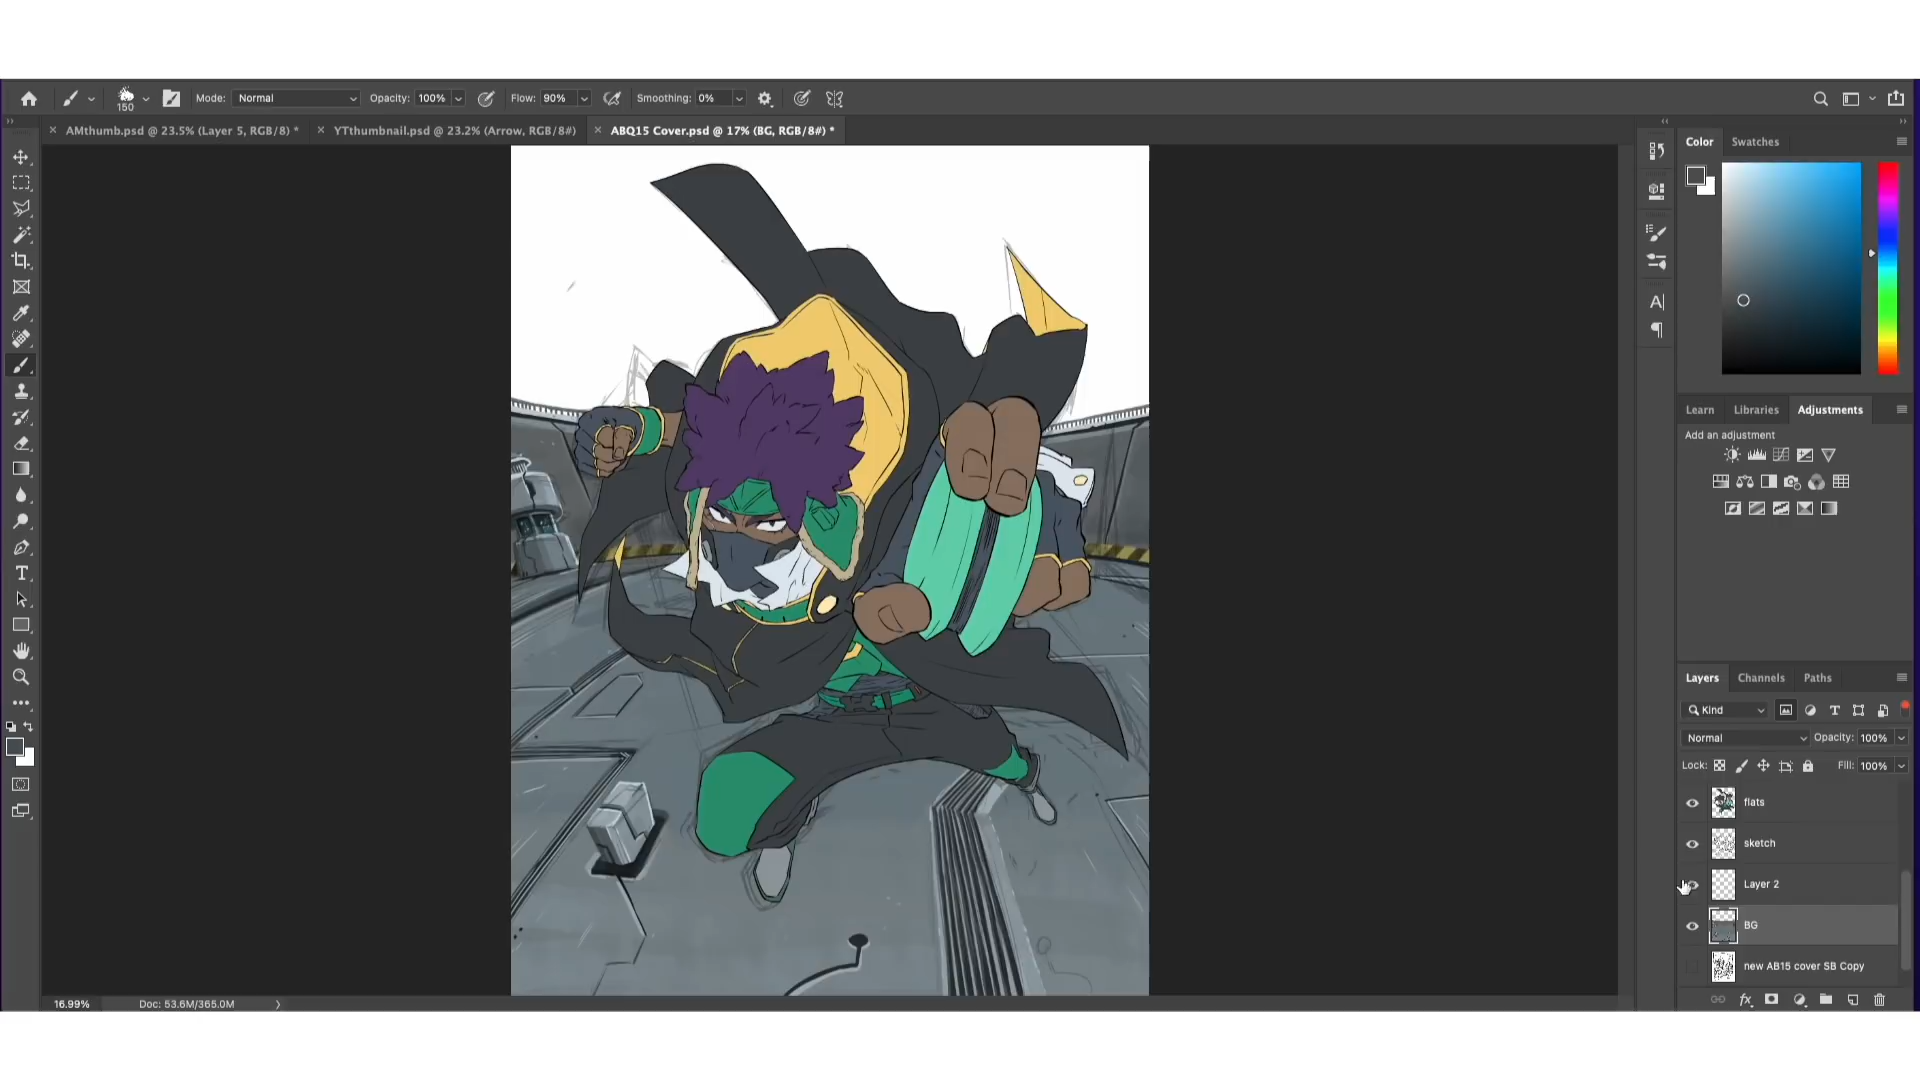 150
Mode: Normal
Opacity: 100%
Flow: 90%
Smoothing: 0%
AMthumb.psd @ 23.5% (Layer 5, RGB/8) *
YTthumbnail.psd @ 23.2% (Arrow, RGB/8#)
ABQ15 Cover.psd @ 17% (BG, RGB/8#) *
Color
Swatches
Learn
Libraries
Adjustments
Add an adjustment
Layers
Channels
Paths
Kind
Normal
Opacity: 100%
Lock:
Fill: 100%
flats
sketch
Layer 2
BG
new AB15 cover SB Copy
16.99%
Doc: 53.6M/365.0M